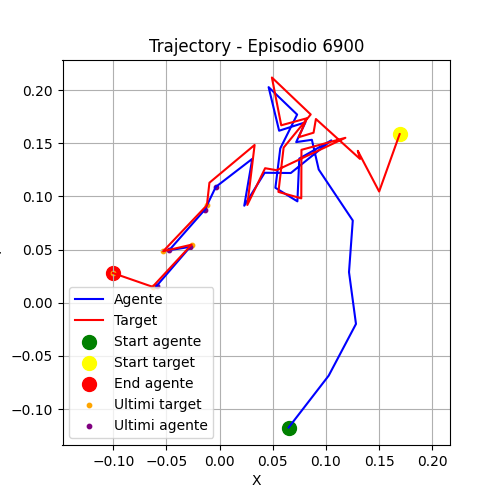 Trajectory - Episodio 6900
0.20
0.15
0.10
0.05
0.00
−0.05
−0.10
Agente
Target
Start agente
Start target
End agente
Ultimi target
Ultimi agente
−0.10 −0.05 0.00 0.05 0.10 0.15 0.20
X